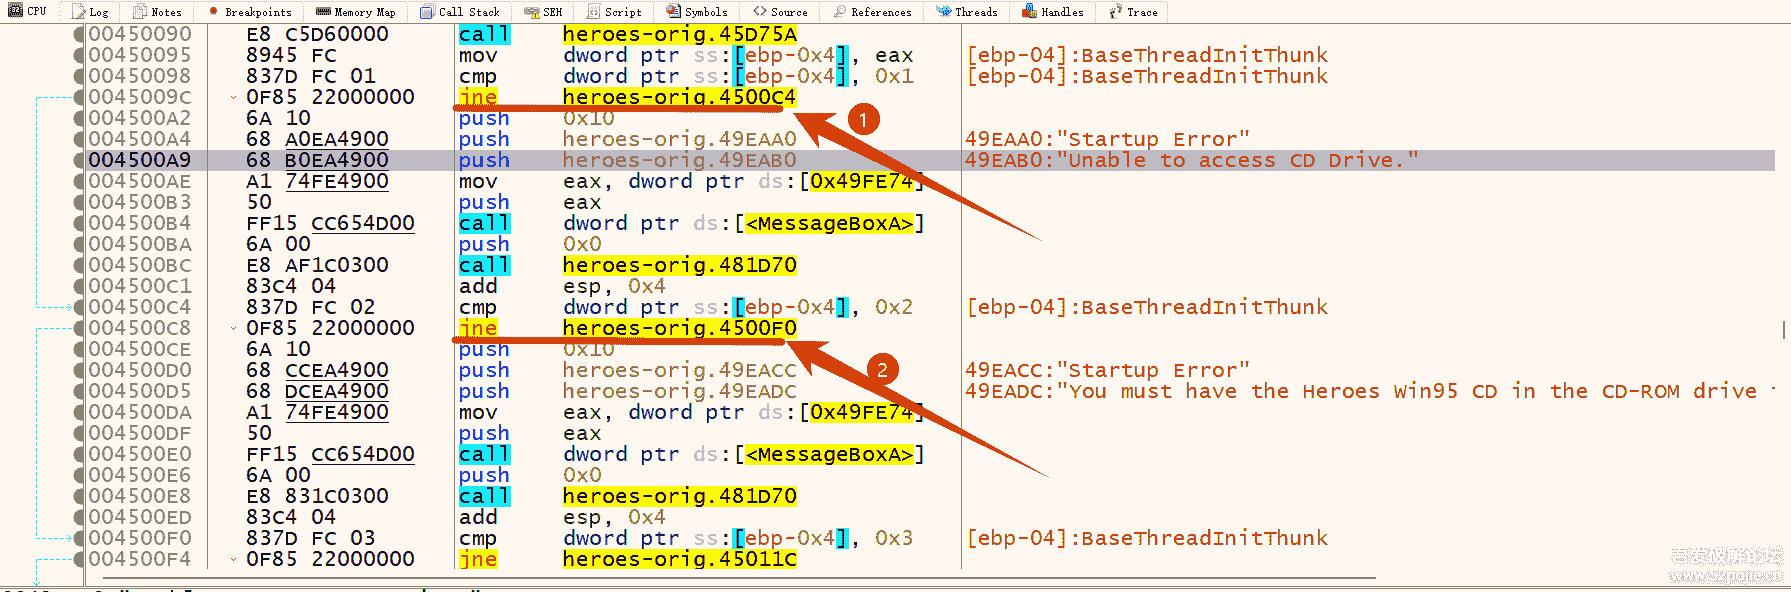 CPU Log Notes Breakpoints Memory Map Call Stack SEH Script Symbols Source References Threads Handles Trace
00450090 E8 C5D60000 call heroes-orig.45D75A
00450095 8945 FC mov dword ptr ss:[ebp-0x4], eax [ebp-04]:BaseThreadInitThunk
00450098 837D FC 01 cmp dword ptr ss:[ebp-0x4], 0x1 [ebp-04]:BaseThreadInitThunk
0045009C 0F85 22000000 jne heroes-orig.4500C4
004500A2 6A 10 push 0x10 1
004500A4 68 A0EA4900 push heroes-orig.49EAA0 49EAA0:"Startup Error"
004500A9 68 B0EA4900 push heroes-orig.49EAB0 49EAB0:"Unable to access CD Drive."
004500AE A1 74FE4900 mov eax, dword ptr ds:[0x49FE74]
004500B3 50 push eax
004500B4 FF15 CC654D00 call dword ptr ds:[<MessageBoxA>]
004500BA 6A 00 push 0x0
004500BC E8 AF1C0300 call heroes-orig.481D70
004500C1 83C4 04 add esp, 0x4
004500C4 837D FC 02 cmp dword ptr ss:[ebp-0x4], 0x2 [ebp-04]:BaseThreadInitThunk
004500C8 0F85 22000000 jne heroes-orig.4500F0
004500CE 6A 10 push 0x10
004500D0 68 CCEA4900 push heroes-orig.49EACC 2 49EACC:"Startup Error"
004500D5 68 DCEA4900 push heroes-orig.49EADC 49EADC:"You must have the Heroes Win95 CD in the CD-ROM drive
004500DA A1 74FE4900 mov eax, dword ptr ds:[0x49FE74]
004500DF 50 push eax
004500E0 FF15 CC654D00 call dword ptr ds:[<MessageBoxA>]
004500E6 6A 00 push 0x0
004500E8 E8 831C0300 call heroes-orig.481D70
004500ED 83C4 04 add esp, 0x4
004500F0 837D FC 03 cmp dword ptr ss:[ebp-0x4], 0x3 [ebp-04]:BaseThreadInitThunk
004500F4 0F85 22000000 jne heroes-orig.45011C
吾爱破解论坛
www.52pojie.cn